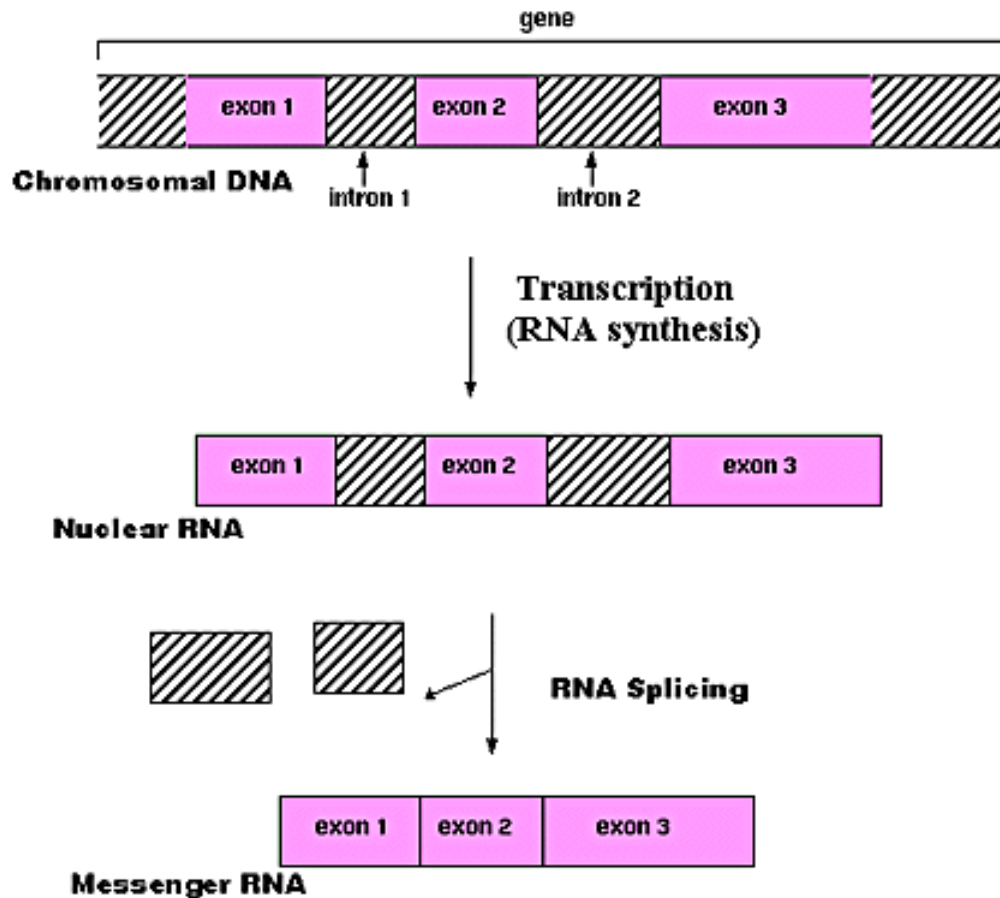 gene
exon 1
exon 2
exon 3
Chromosomal DNA
intron 1
intron 2
Transcription
(RNA synthesis)
exon 1
exon 2
exon 3
Nuclear RNA
RNA Splicing
exon 1
exon 2
exon 3
Messenger RNA